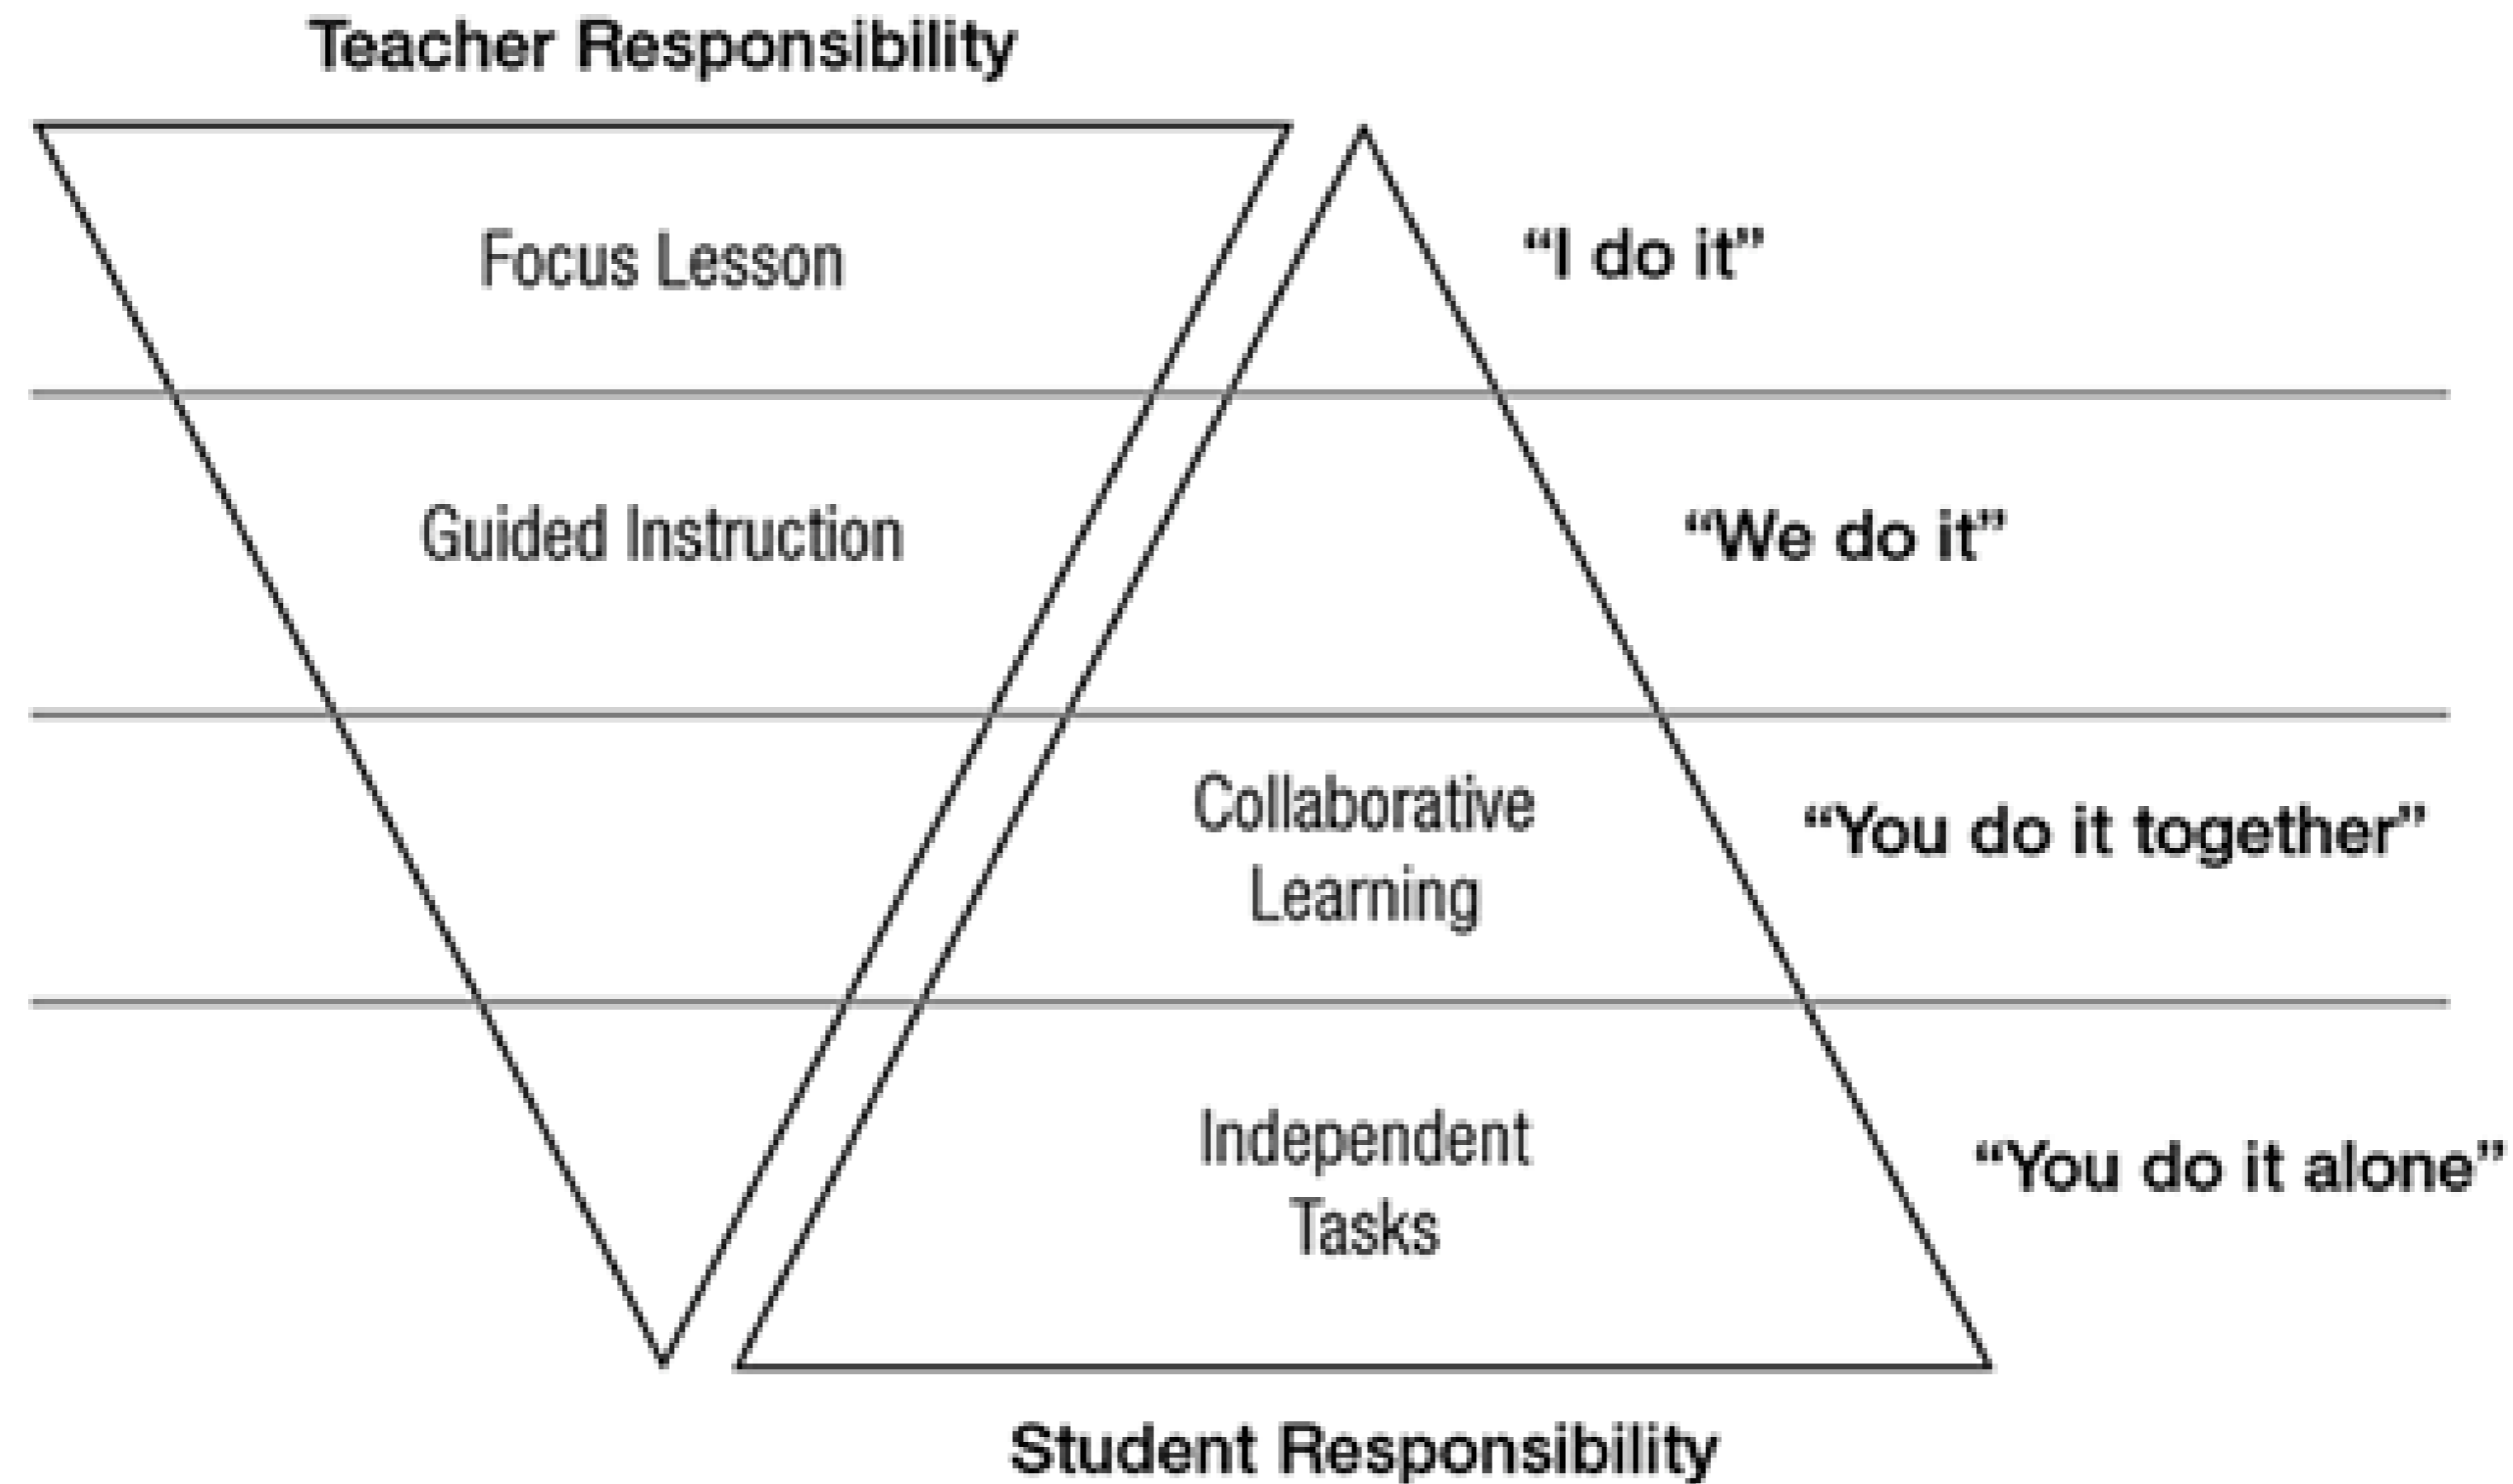 Teacher Responsibility
Focus Lesson
“I do it”
Guided Instruction
“We do it”
Collaborative
Learning
“You do it together”
Independent
Tasks
“You do it alone”
Student Responsibility